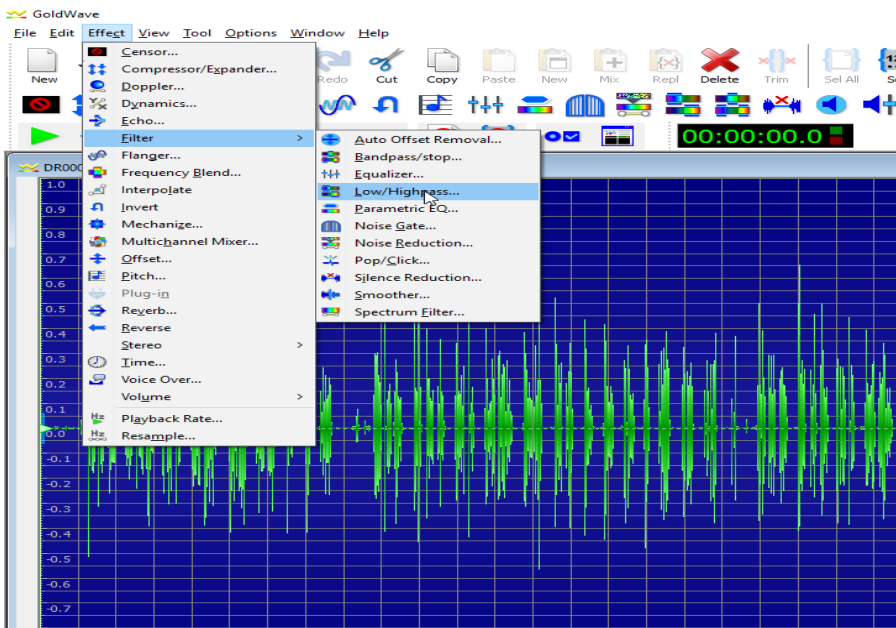 GoldWave
File Edit Effect View Tool Options Window Help
New Redo Cut Copy Paste New Mix Repl Delete Trim Sel All
Censor...
Compressor/Expander...
Doppler...
Dynamics...
Echo...
Filter >
Flanger...
Frequency Blend...
Interpolate
Invert
Mechanize...
Multichannel Mixer...
Offset...
Pitch...
Plug-in
Reverb...
Reverse
Stereo >
Time...
Voice Over...
Volume >
Hz Playback Rate...
Hz Resample...
Auto Offset Removal...
Bandpass/stop...
Equalizer...
Low/Highpass...
Parametric EQ...
Noise Gate...
Noise Reduction...
Pop/Click...
Silence Reduction...
Smoother...
Spectrum Filter...
00:00:00.0
1.0
0.9
0.8
0.7
0.6
0.5
0.4
0.3
0.2
0.1
0.0
-0.1
-0.2
-0.3
-0.4
-0.5
-0.6
-0.7